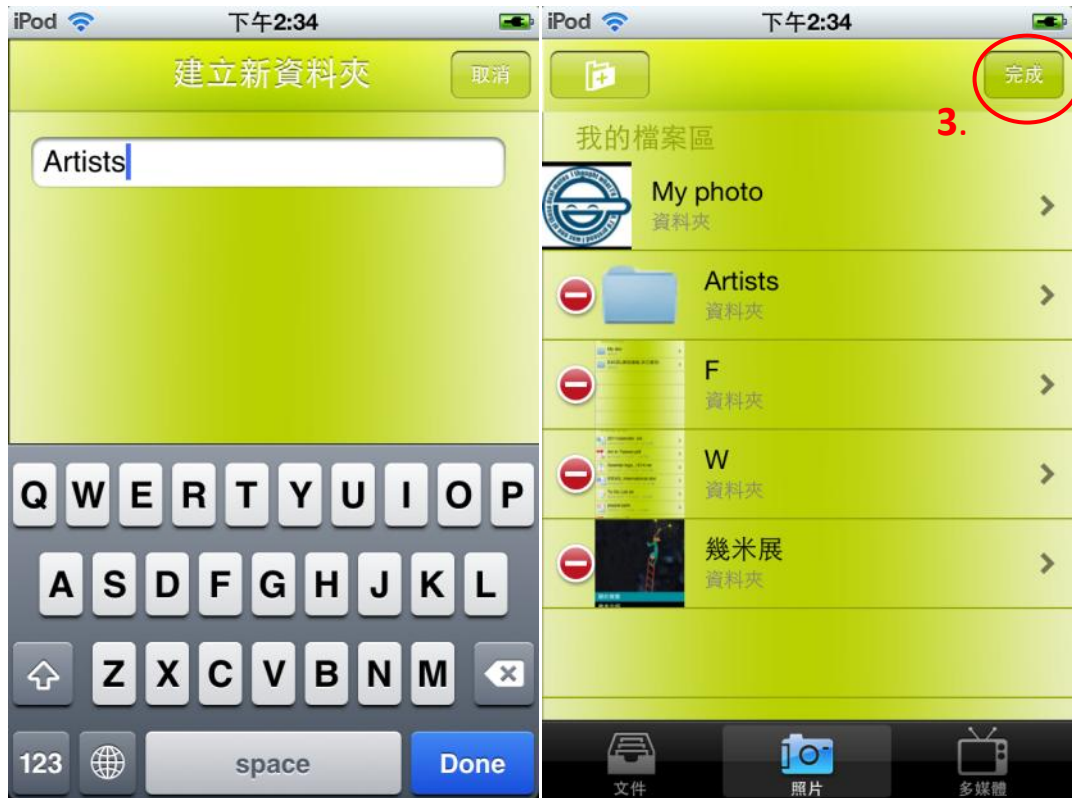 iPod 下午2:34
建立新資料夾 取消
Artists
Q W E R T Y U I O P
A S D F G H J K L
Z X C V B N M
123 space Done
iPod 下午2:34
完成
3.
我的檔案區
My photo
資料夾
Artists
資料夾
F
資料夾
W
資料夾
幾米展
資料夾
文件 照片 多媒體